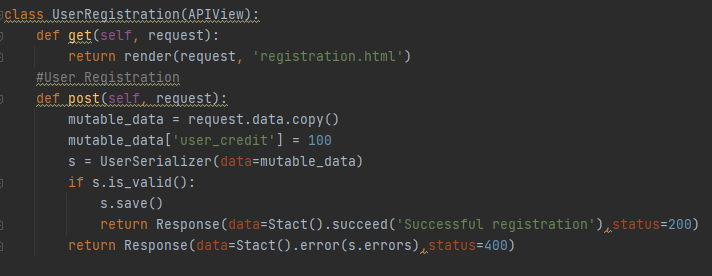 class UserRegistration(APIView):
    def get(self, request):
        return render(request, 'registration.html')
    #User Registration
    def post(self, request):
        mutable_data = request.data.copy()
        mutable_data['user_credit'] = 100
        s = UserSerializer(data=mutable_data)
        if s.is_valid():
            s.save()
            return Response(data=Stact().succeed('Successful registration'),status=200)
        return Response(data=Stact().error(s.errors),status=400)